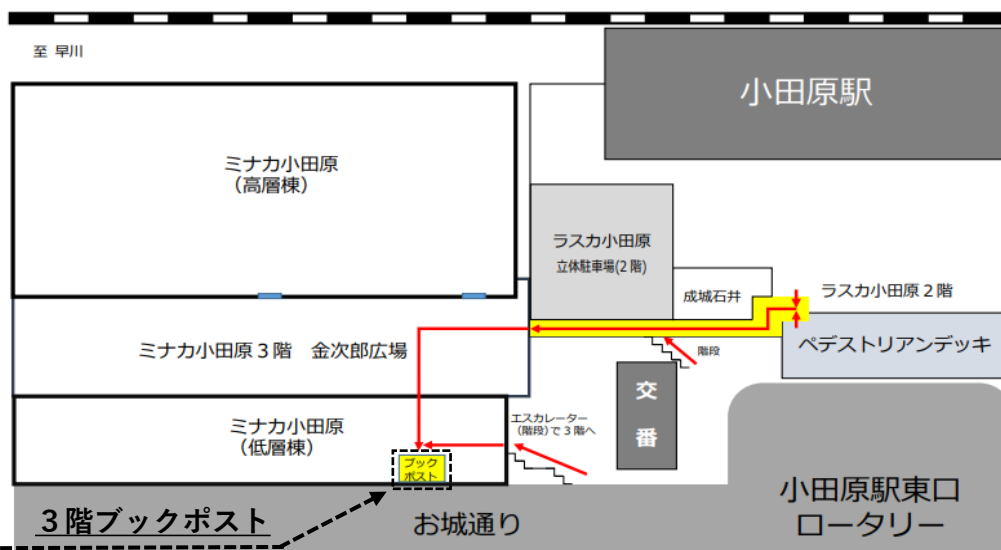 至 早川
小田原駅
ミナカ小田原
（高層棟）
ラスカ小田原
立体駐車場(2階)
成城石井
ラスカ小田原２階
ペデストリアンデッキ
ミナカ小田原３階　金次郎広場
階段
交
番
エスカレーター
（階段）で３階へ
ミナカ小田原
（低層棟）
ブック
ポスト
３階ブックポスト
お城通り
小田原駅東口
ロータリー